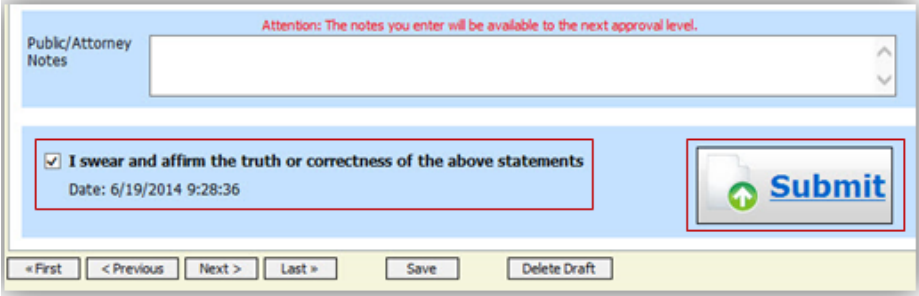 Attention: The notes you enter will be available to the next approval level.
Public/Attorney
Notes
I swear and affirm the truth or correctness of the above statements
Date: 6/19/2014 9:28:36
Submit
« First < Previous Next > Last » Save Delete Draft